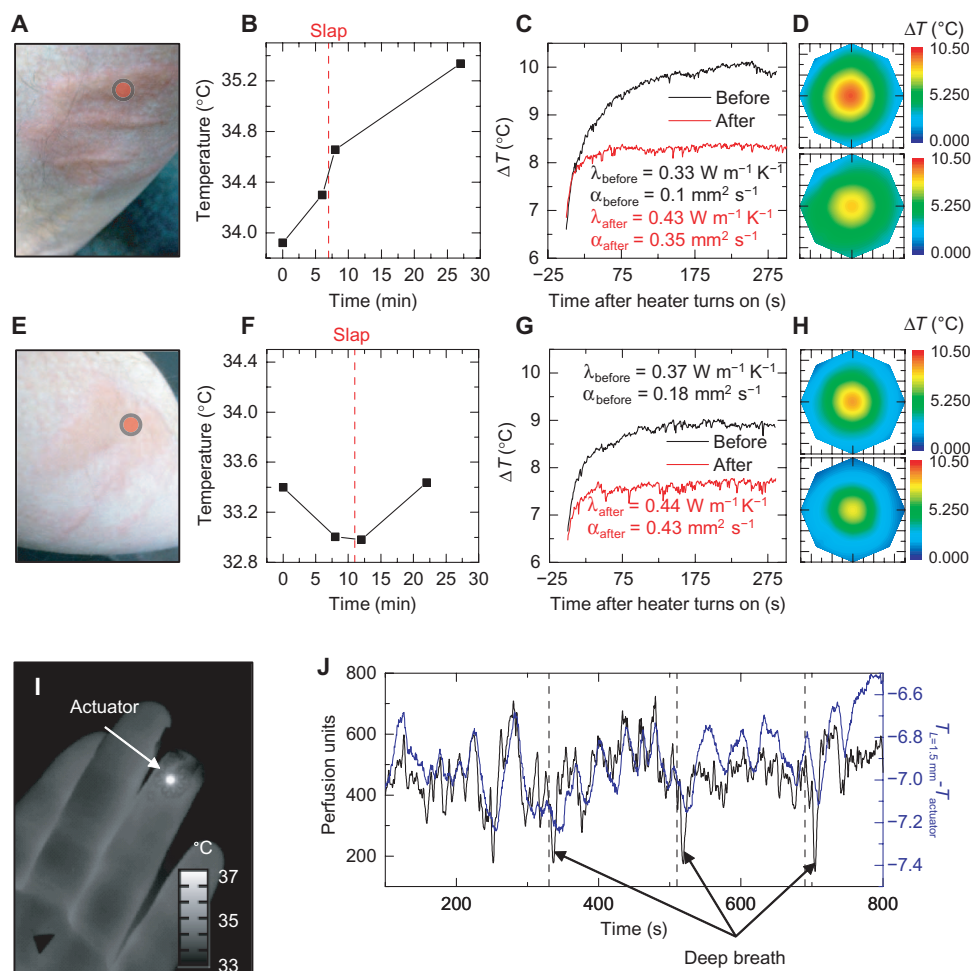 A
B
Slap
C
D
ΔT (°C)
Temperature (°C)
35.2
34.8
34.4
34.0
0 5 10 15 20 25 30
Time (min)
ΔT (°C)
10
9
8
7
6
Before
After
λbefore = 0.33 W m⁻¹ K⁻¹
αbefore = 0.1 mm² s⁻¹
λafter = 0.43 W m⁻¹ K⁻¹
αafter = 0.35 mm² s⁻¹
−25 75 175 275
Time after heater turns on (s)
10.50
5.250
0.000
10.50
5.250
0.000
E
F
Slap
G
H
ΔT (°C)
Temperature (°C)
34.4
34.0
33.6
33.2
32.8
0 5 10 15 20 25 30
Time (min)
ΔT (°C)
10
9
8
7
6
λbefore = 0.37 W m⁻¹ K⁻¹
αbefore = 0.18 mm² s⁻¹
Before
After
λafter = 0.44 W m⁻¹ K⁻¹
αafter = 0.43 mm² s⁻¹
−25 75 175 275
Time after heater turns on (s)
10.50
5.250
0.000
10.50
5.250
0.000
I
Actuator
°C
37
35
33
J
Perfusion units
800
600
400
200
200 400 600 800
Time (s)
−6.6
−6.8
−7.0
−7.2
−7.4
T L=1.5 mm - T actuator
Deep breath